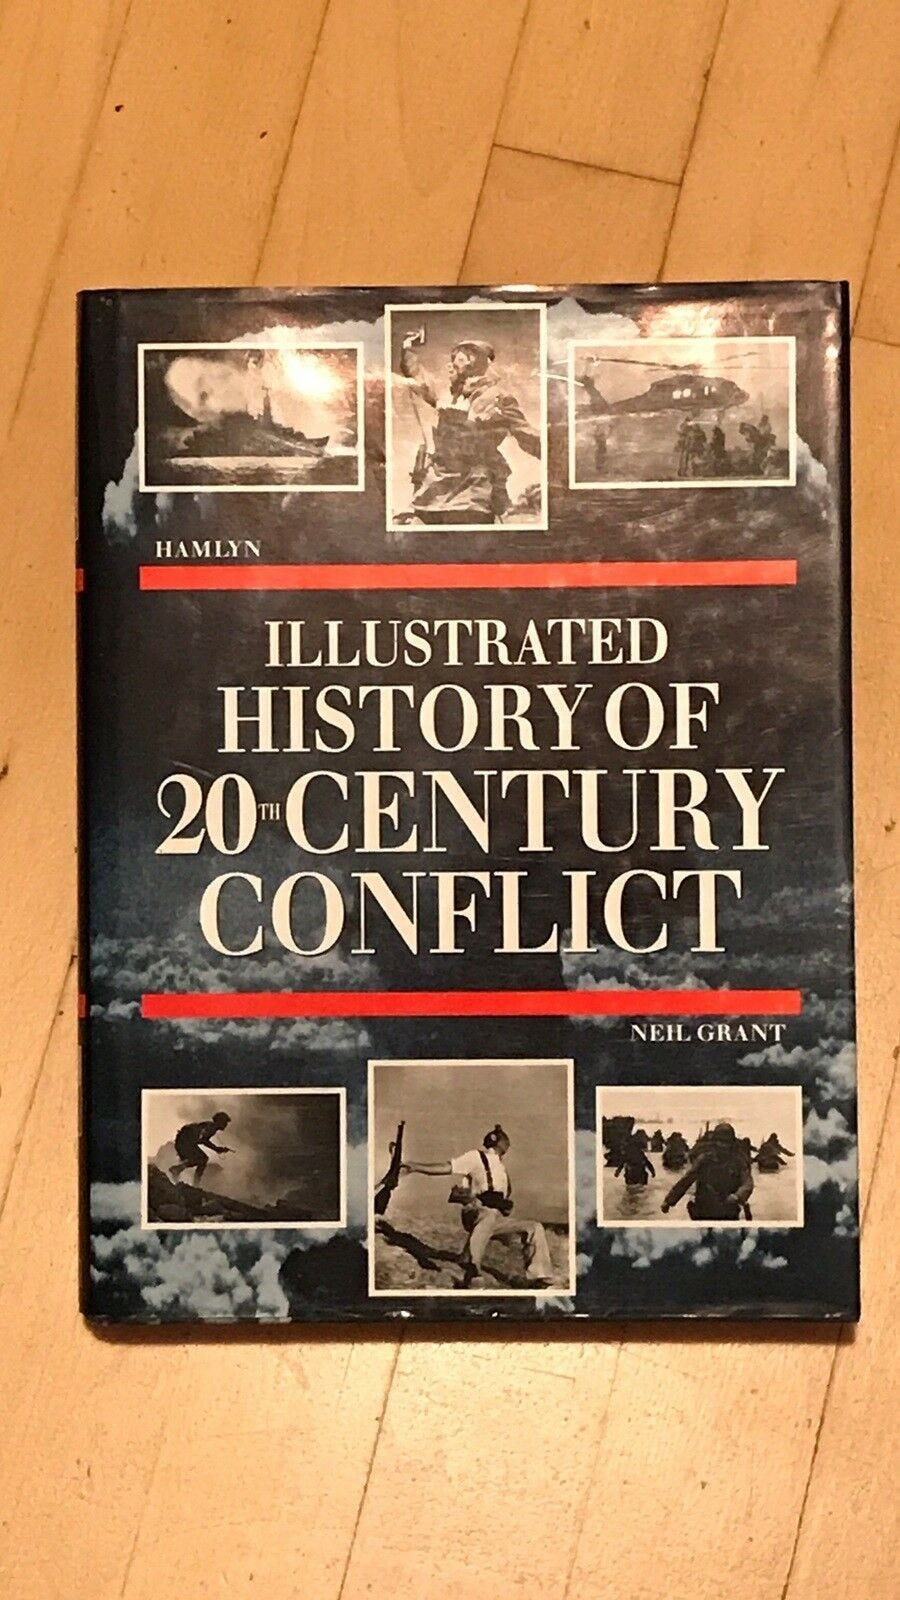 HAMLYN
ILLUSTRATED
HISTORY OF
20TH CENTURY
CONFLICT
NEIL GRANT